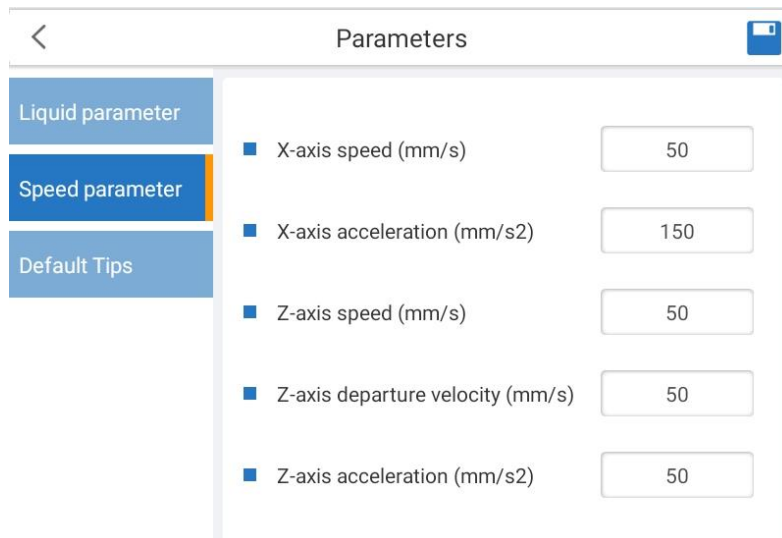 Parameters
Liquid parameter
Speed parameter
Default Tips
X-axis speed (mm/s) 50
X-axis acceleration (mm/s2) 150
Z-axis speed (mm/s) 50
Z-axis departure velocity (mm/s) 50
Z-axis acceleration (mm/s2) 50